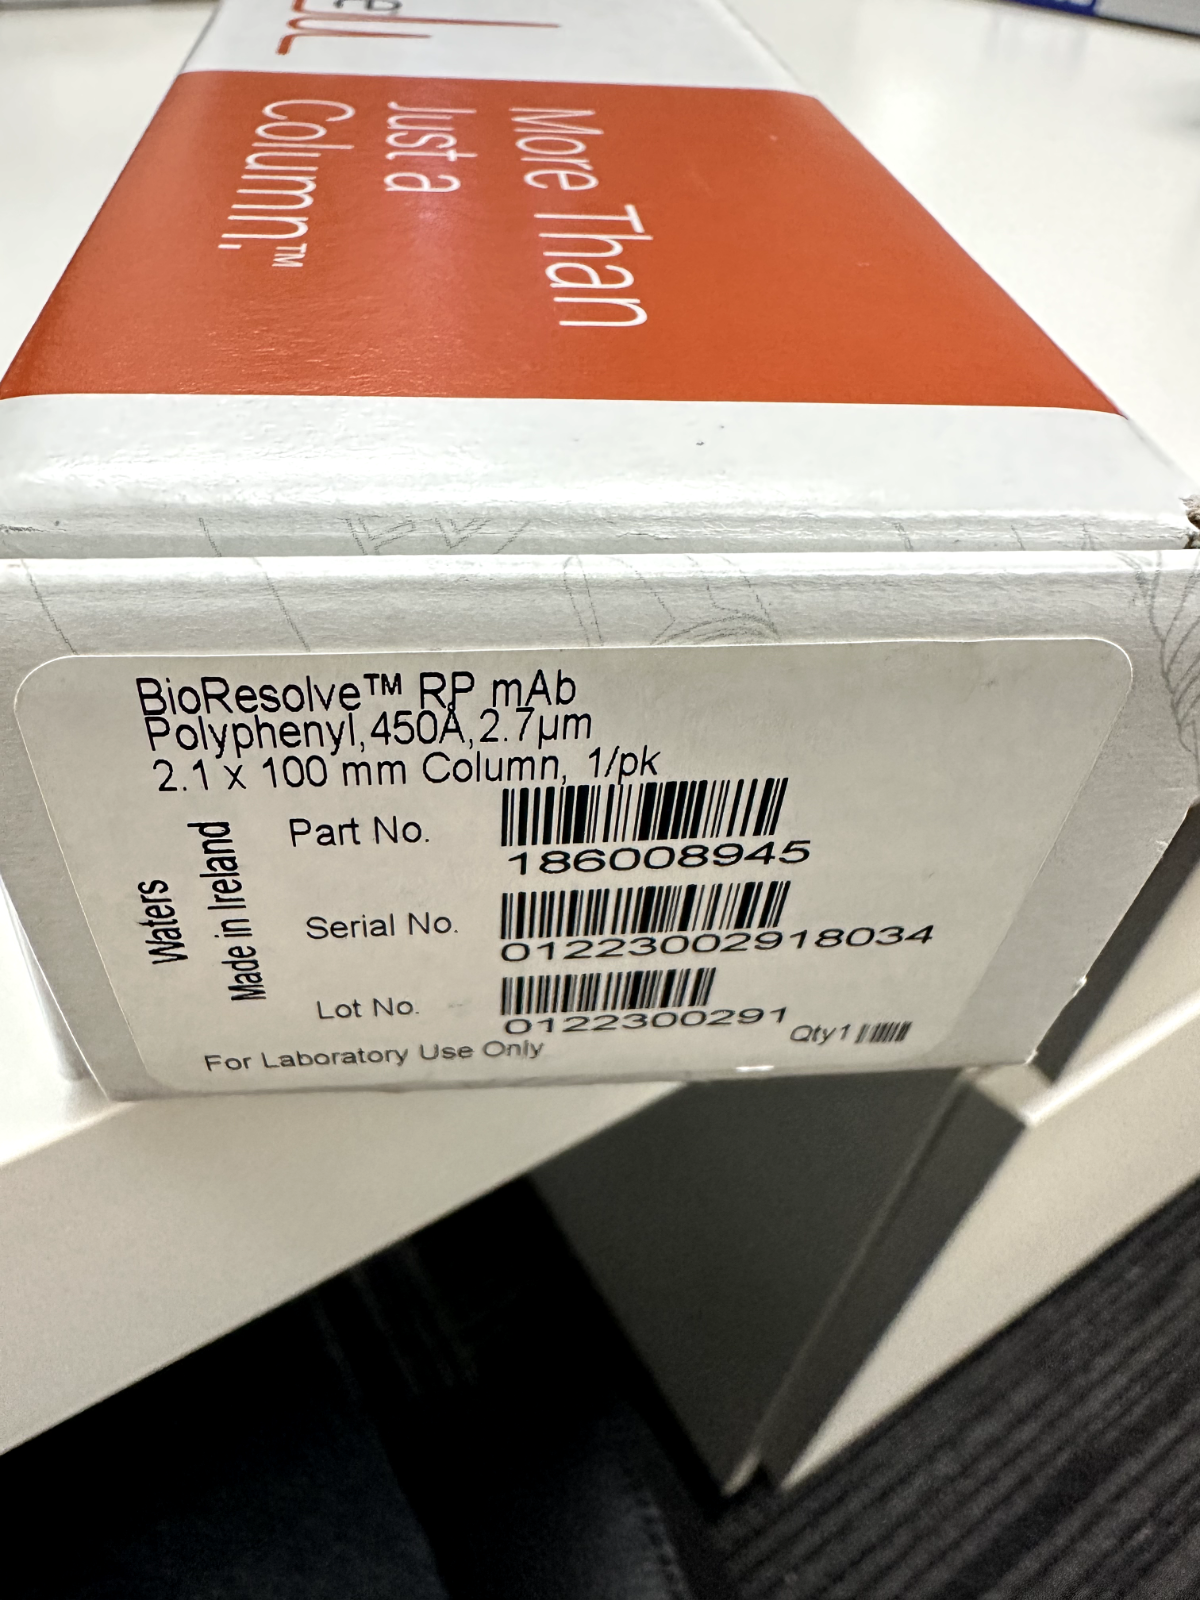 More Than
Just a
Column.™
BioResolve™ RP mAb
Polyphenyl,450Å,2.7µm
2.1 x 100 mm Column, 1/pk
Waters
Made in Ireland
Part No.
186008945
Serial No.
01223002918034
Lot No.
0122300291
Qty1
For Laboratory Use Only